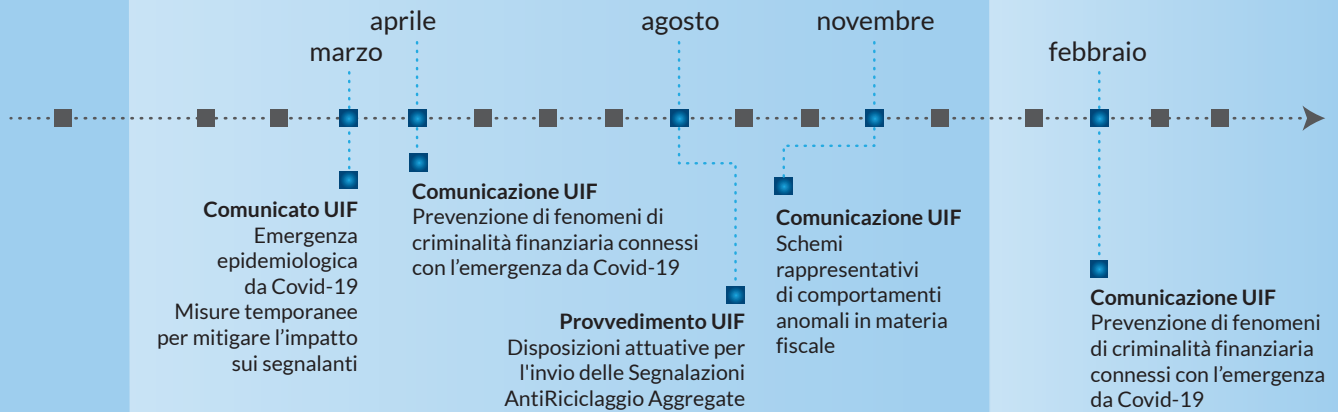 marzo
aprile
agosto
novembre
febbraio
Comunicato UIF
Emergenza
epidemiologica
da Covid-19
Misure temporanee
per mitigare l’impatto
sui segnalanti
Comunicazione UIF
Prevenzione di fenomeni di
criminalità finanziaria connessi
con l’emergenza da Covid-19
Provvedimento UIF
Disposizioni attuative per
l'invio delle Segnalazioni
AntiRiciclaggio Aggregate
Comunicazione UIF
Schemi
rappresentativi
di comportamenti
anomali in materia
fiscale
Comunicazione UIF
Prevenzione di fenomeni
di criminalità finanziaria
connessi con l’emergenza
da Covid-19